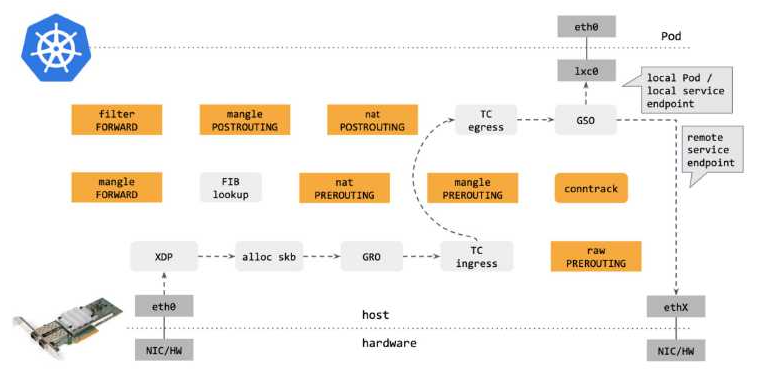 eth0
Pod
lxc0
local Pod /
local service
endpoint
filter
FORWARD
mangle
POSTROUTING
nat
POSTROUTING
TC
egress
GSO
remote
service
endpoint
mangle
FORWARD
FIB
lookup
nat
PREROUTING
mangle
PREROUTING
conntrack
XDP
alloc skb
GRO
TC
ingress
raw
PREROUTING
eth0
host
ethX
hardware
NIC/HW
NIC/HW